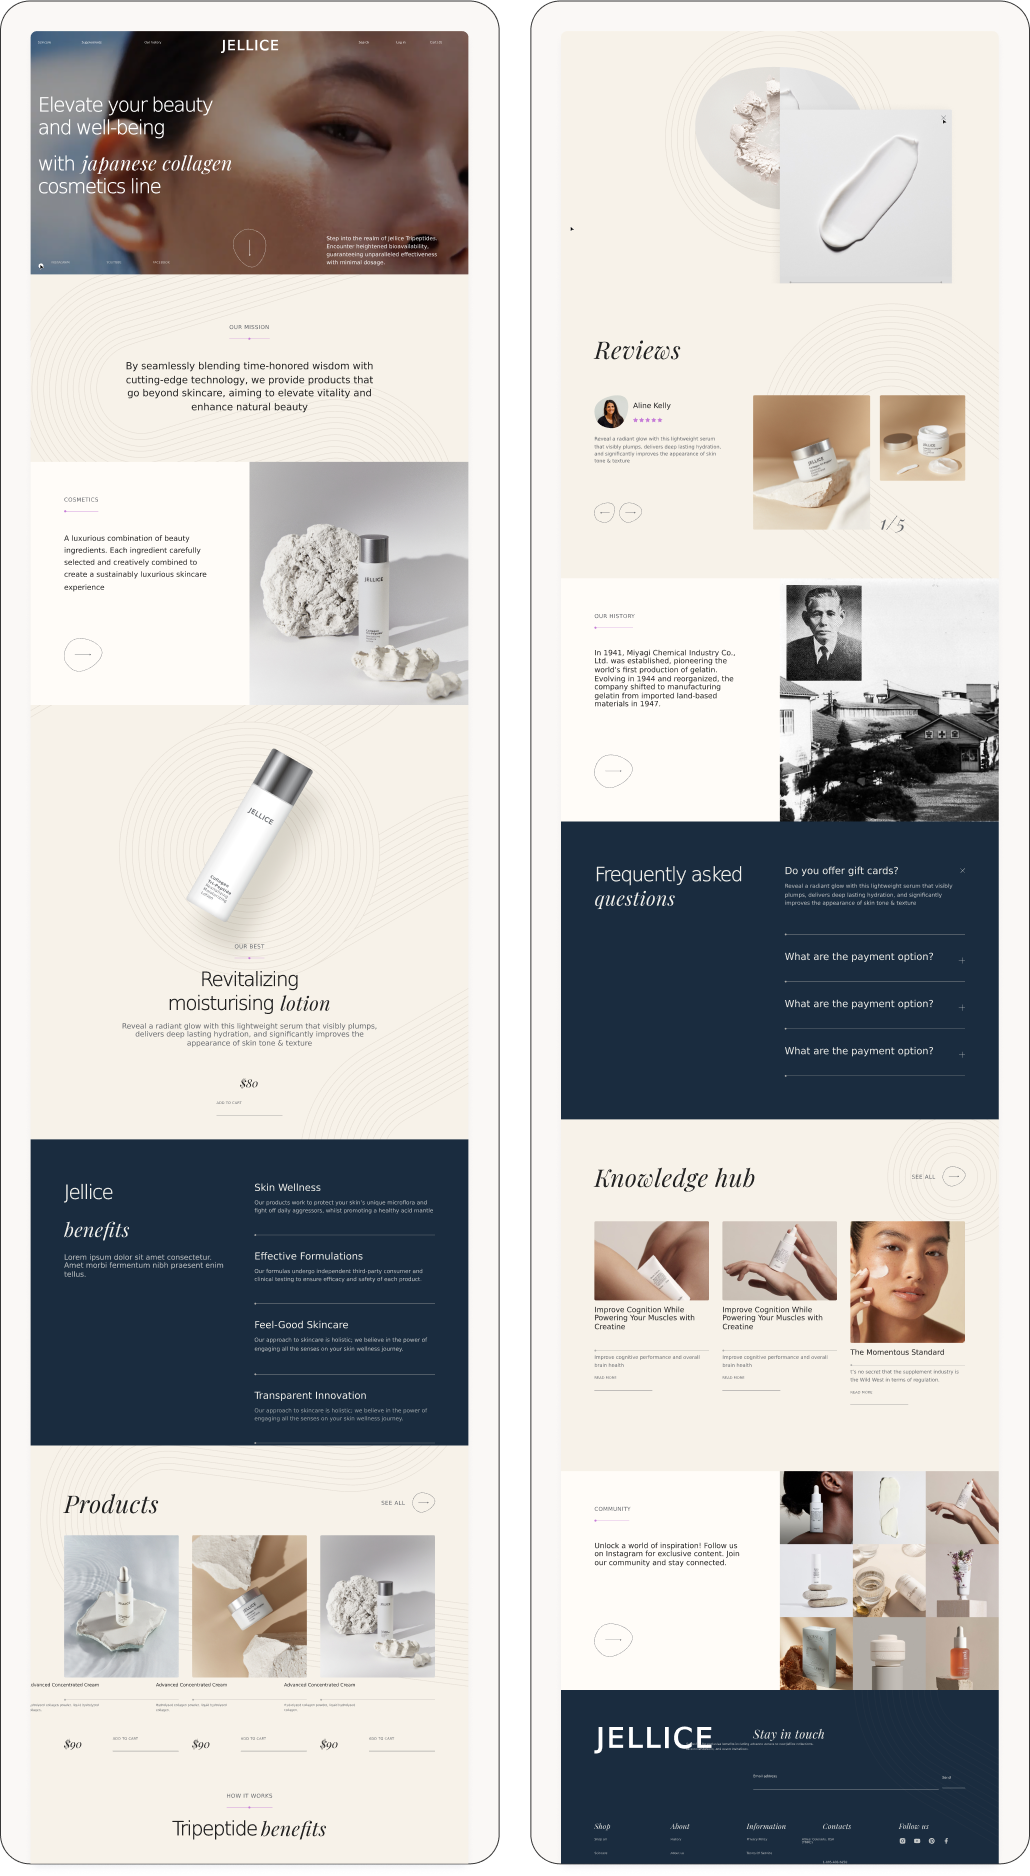 JELLICE
Our history
Search
Log in
Elevate your beauty
and well-being
with japanese collagen
cosmetics line
Step into the realm of Jellice Tripeptides.
Encounter heightened bioavailability,
guaranteeing unparalleled effectiveness
with minimal dosage.
OUR MISSION
By seamlessly blending time-honored wisdom with
cutting-edge technology, we provide products that
go beyond skincare, aiming to elevate vitality and
enhance natural beauty
COSMETICS
A luxurious combination of beauty
ingredients. Each ingredient carefully
selected and creatively combined to
create a sustainably luxurious skincare
experience
JELLICE
JELLICE
Collagen
Tri-Peptide
Revitalizing
Moisturizing
Lotion
OUR BEST
Revitalizing
moisturising lotion
Reveal a radiant glow with this lightweight serum that visibly plumps,
delivers deep lasting hydration, and significantly improves the
appearance of skin tone & texture
$80
ADD TO CART
Jellice
benefits
Lorem ipsum dolor sit amet consectetur.
Amet morbi fermentum nibh praesent enim
tellus.
Skin Wellness
Our products work to protect your skin's unique microflora and
fight off daily aggressors, whilst promoting a healthy acid mantle
Effective Formulations
Our formulas undergo independent third-party consumer and
clinical testing to ensure efficacy and safety of each product.
Feel-Good Skincare
Our approach to skincare is holistic; we believe in the power of
engaging all the senses on your skin wellness journey.
Transparent Innovation
Our approach to skincare is holistic; we believe in the power of
engaging all the senses on your skin wellness journey.
Products
SEE ALL
dvanced Concentrated Cream
Advanced Concentrated Cream
Advanced Concentrated Cream
$90
ADD TO CART
$90
ADD TO CART
$90
ADD TO CART
HOW IT WORKS
Tripeptide benefits
Reviews
Aline Kelly
Reveal a radiant glow with this lightweight serum
that visibly plumps, delivers deep lasting hydration,
and significantly improves the appearance of skin
tone & texture
JELLICE
1/5
OUR HISTORY
In 1941, Miyagi Chemical Industry Co.,
Ltd. was established, pioneering the
world's first production of gelatin.
Evolving in 1944 and reorganized, the
company shifted to manufacturing
gelatin from imported land-based
materials in 1947.
Frequently asked
questions
Do you offer gift cards?
Reveal a radiant glow with this lightweight serum that visibly
plumps, delivers deep lasting hydration, and significantly
improves the appearance of skin tone & texture
What are the payment option?
What are the payment option?
What are the payment option?
Knowledge hub
SEE ALL
Improve Cognition While
Powering Your Muscles with
Creatine
Improve cognitive performance and overall
brain health
READ MORE
Improve Cognition While
Powering Your Muscles with
Creatine
Improve cognitive performance and overall
brain health
READ MORE
The Momentous Standard
It's no secret that the supplement industry is
the Wild West in terms of regulation.
READ MORE
COMMUNITY
Unlock a world of inspiration! Follow us
on Instagram for exclusive content. Join
our community and stay connected.
JELLICE
Stay in touch
Email address
Send
Shop
About
Information
Contacts
Follow us
Shop all
History
Privacy Policy
About us
Terms of Service